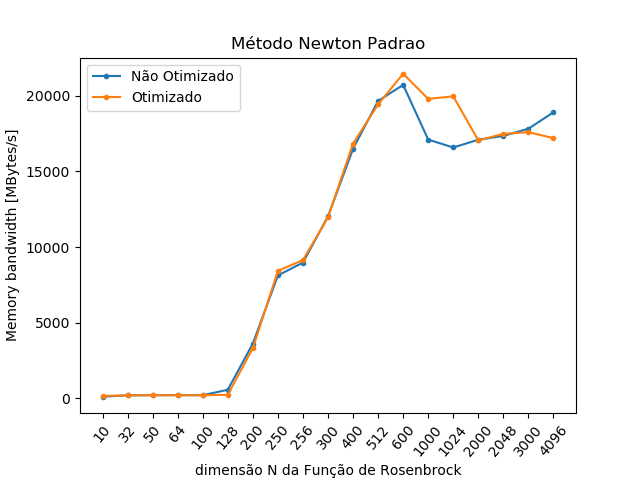 Método Newton Padrao
Não Otimizado
Otimizado
Memory bandwidth [MBytes/s]
20000
15000
10000
5000
0
10 32 50 64 100 128 200 250 256 300 400 512 600 1000 1024 2000 2048 3000 4096
dimensão N da Função de Rosenbrock